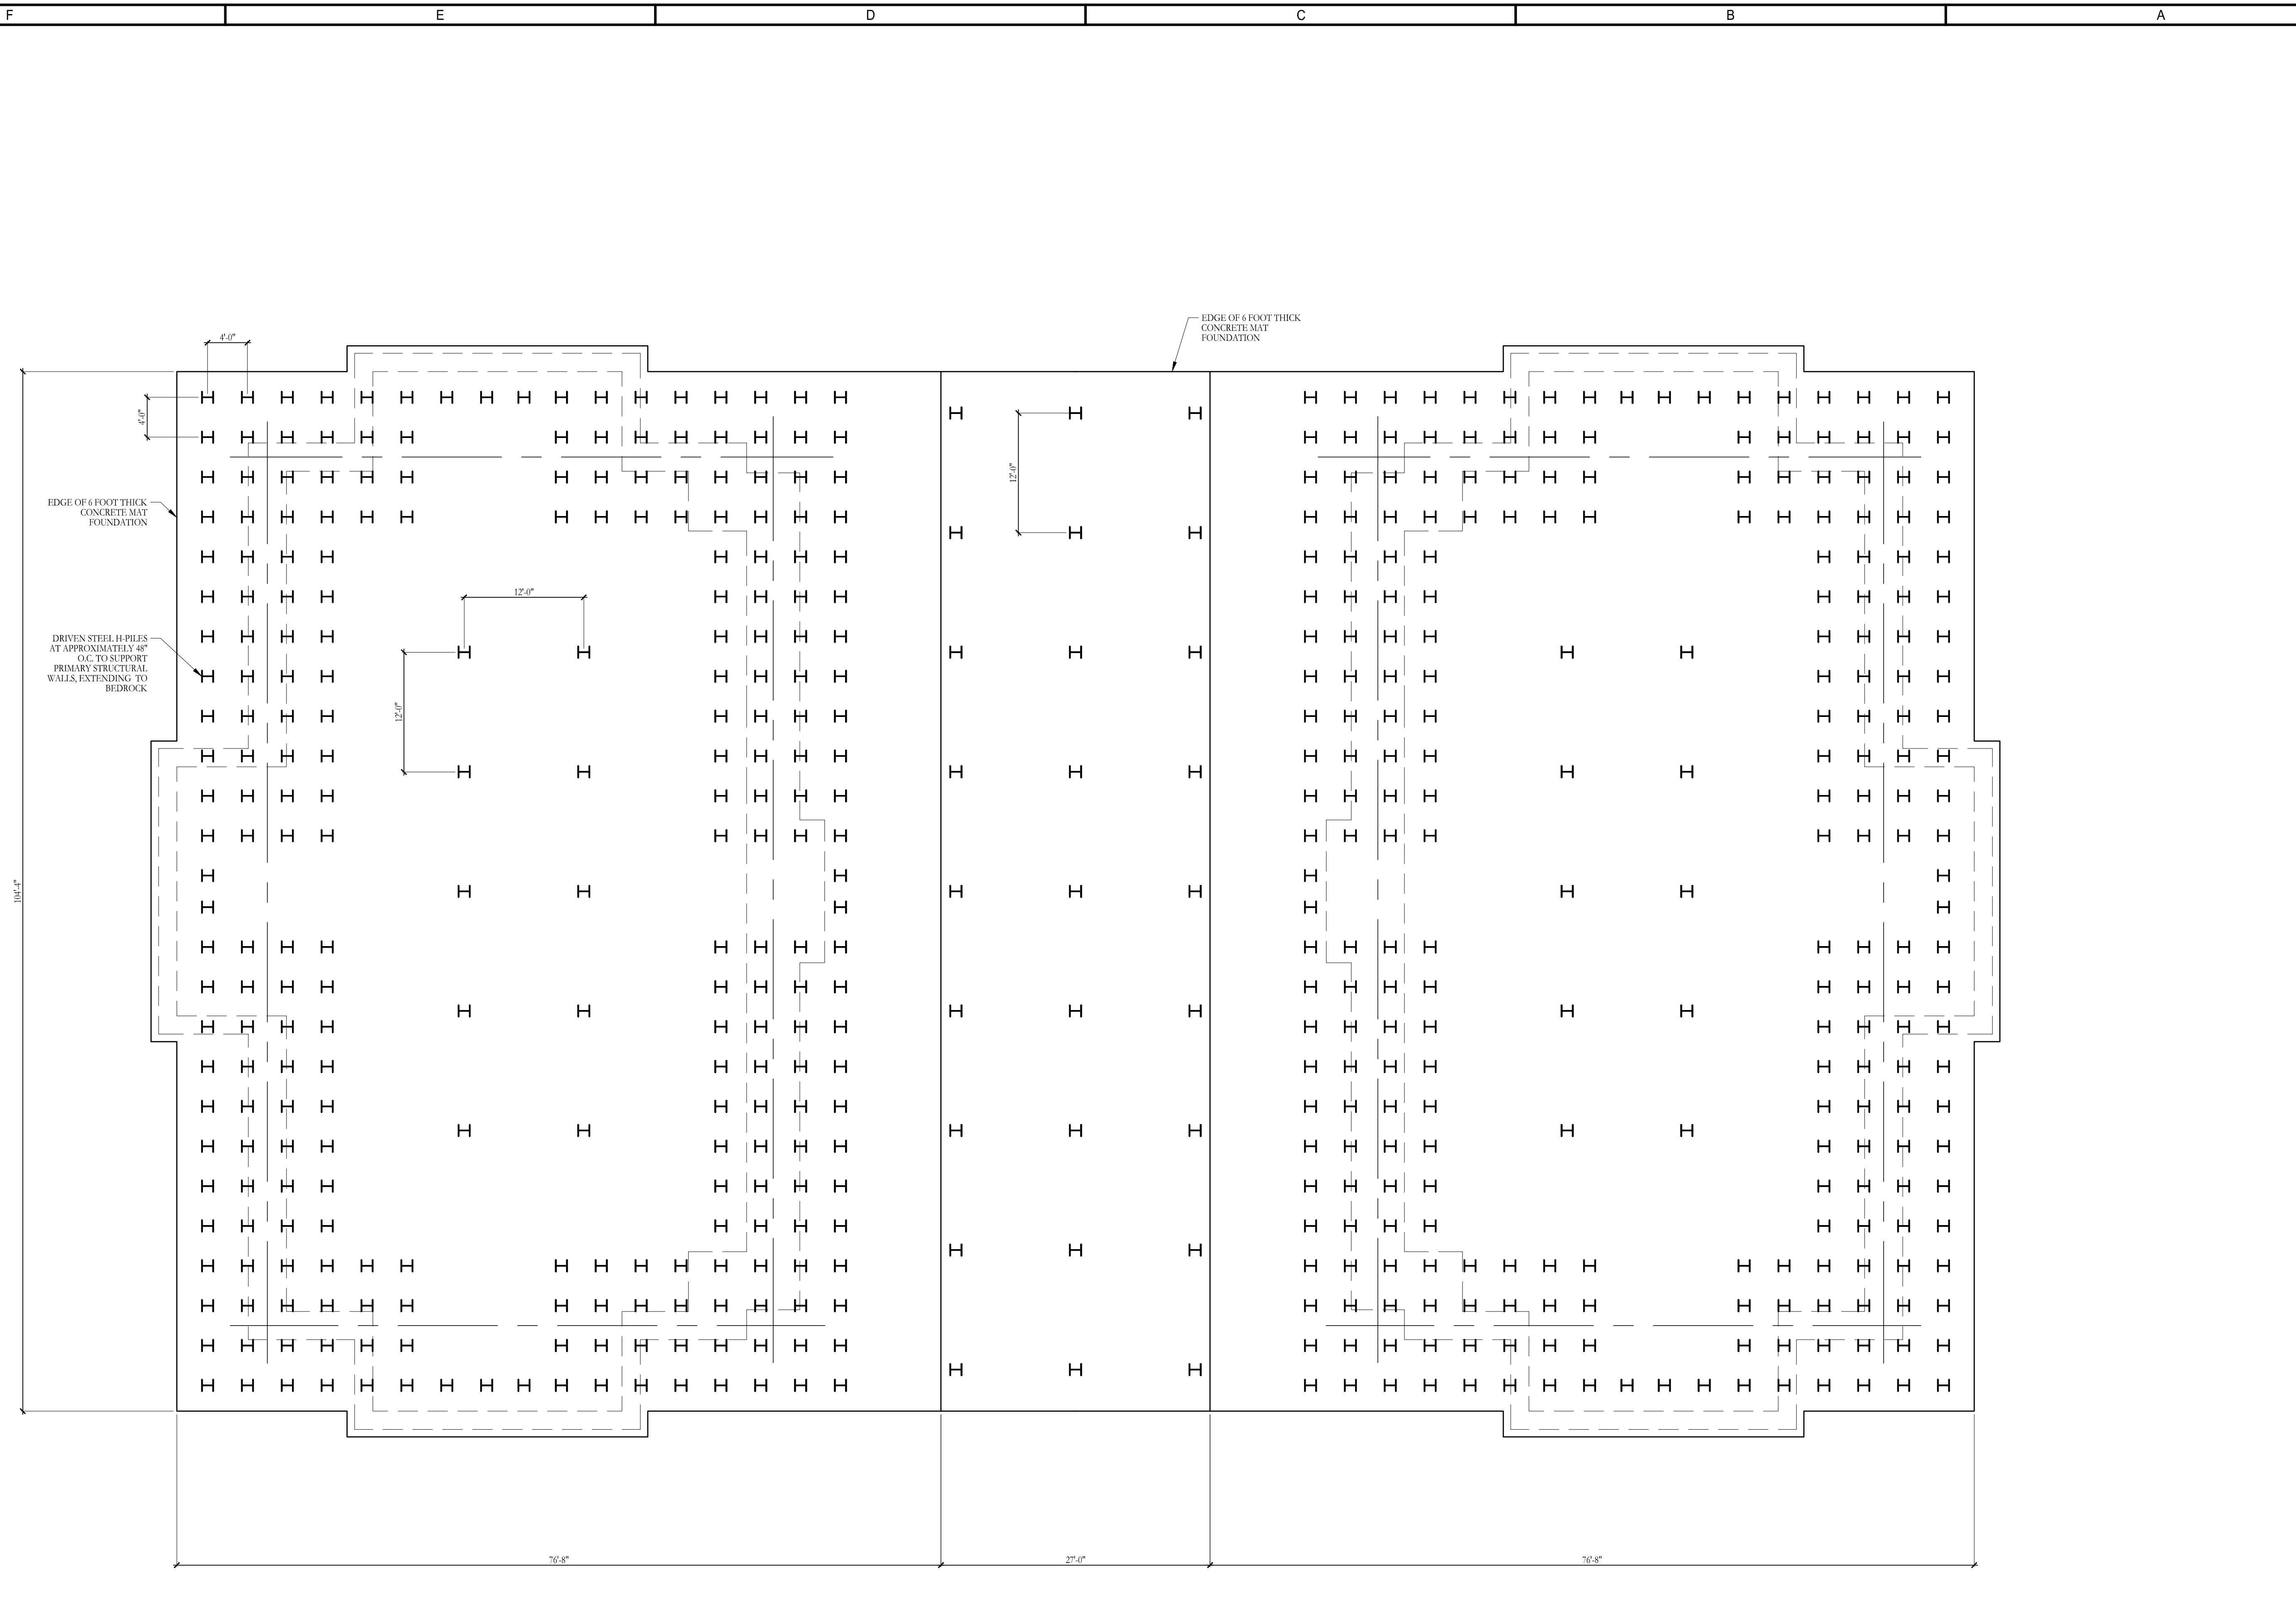 F E D C B A
EDGE OF 6 FOOT THICK
CONCRETE MAT
FOUNDATION
4'-0"
4'-0"
12'-0"
EDGE OF 6 FOOT THICK
CONCRETE MAT
FOUNDATION
12'-0"
DRIVEN STEEL H-PILES
AT APPROXIMATELY 48"
O.C. TO SUPPORT
PRIMARY STRUCTURAL
WALLS, EXTENDING TO
BEDROCK
12'-0"
104'-4"
76'-8" 27'-0" 76'-8"